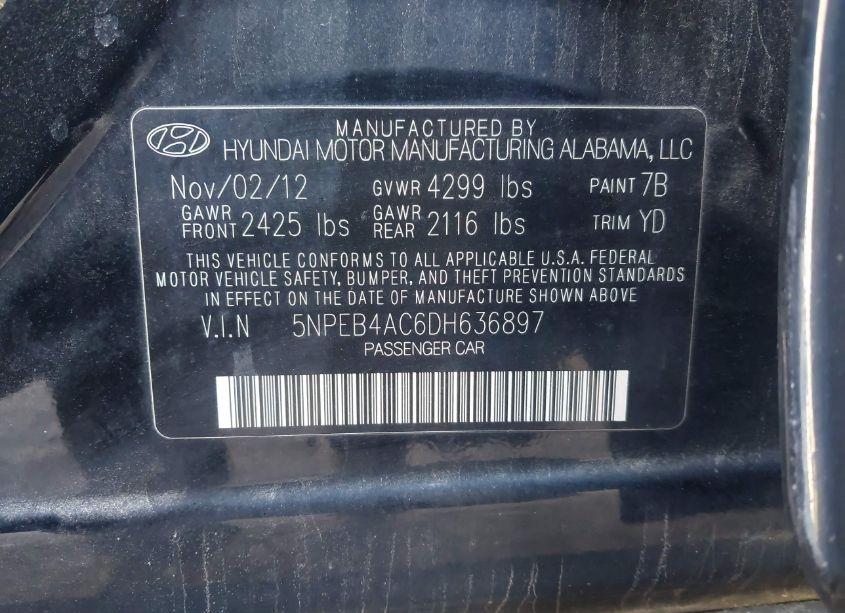 MANUFACTURED BY
HYUNDAI MOTOR MANUFACTURING ALABAMA, LLC
Nov/02/12 GVWR 4299 lbs PAINT 7B
GAWR FRONT 2425 lbs GAWR REAR 2116 lbs TRIM YD
THIS VEHICLE CONFORMS TO ALL APPLICABLE U.S.A. FEDERAL
MOTOR VEHICLE SAFETY, BUMPER, AND THEFT PREVENTION STANDARDS
IN EFFECT ON THE DATE OF MANUFACTURE SHOWN ABOVE
V.I.N 5NPEB4AC6DH636897
PASSENGER CAR